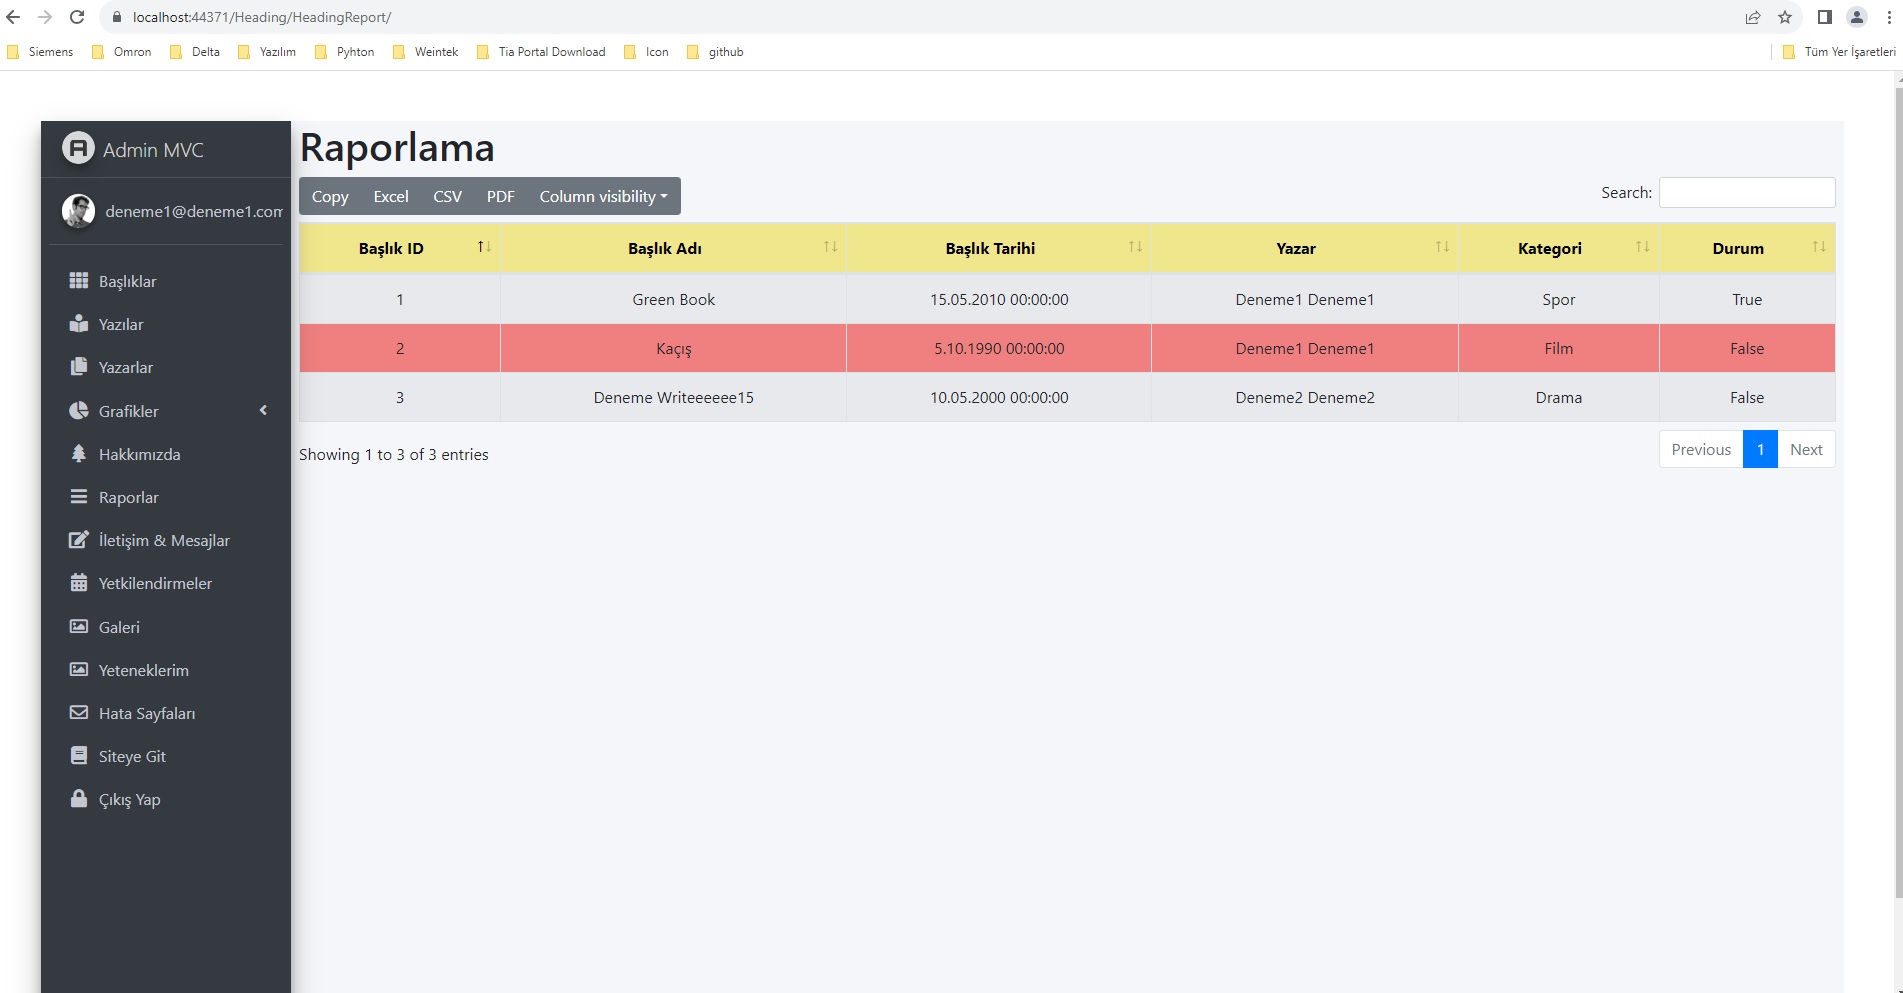 localhost:44371/Heading/HeadingReport/
Siemens Omron Delta Yazılım Pyhton Weintek Tia Portal Download Icon github Tüm Yer İşaretleri
Admin MVC
deneme1@deneme1.com
Başlıklar
Yazılar
Yazarlar
Grafikler
Hakkımızda
Raporlar
İletişim & Mesajlar
Yetkilendirmeler
Galeri
Yeteneklerim
Hata Sayfaları
Siteye Git
Çıkış Yap
Raporlama
Copy Excel CSV PDF Column visibility
Search:
Başlık ID Başlık Adı Başlık Tarihi Yazar Kategori Durum
1 Green Book 15.05.2010 00:00:00 Deneme1 Deneme1 Spor True
2 Kaçış 5.10.1990 00:00:00 Deneme1 Deneme1 Film False
3 Deneme Writeeeeee15 10.05.2000 00:00:00 Deneme2 Deneme2 Drama False
Showing 1 to 3 of 3 entries
Previous 1 Next